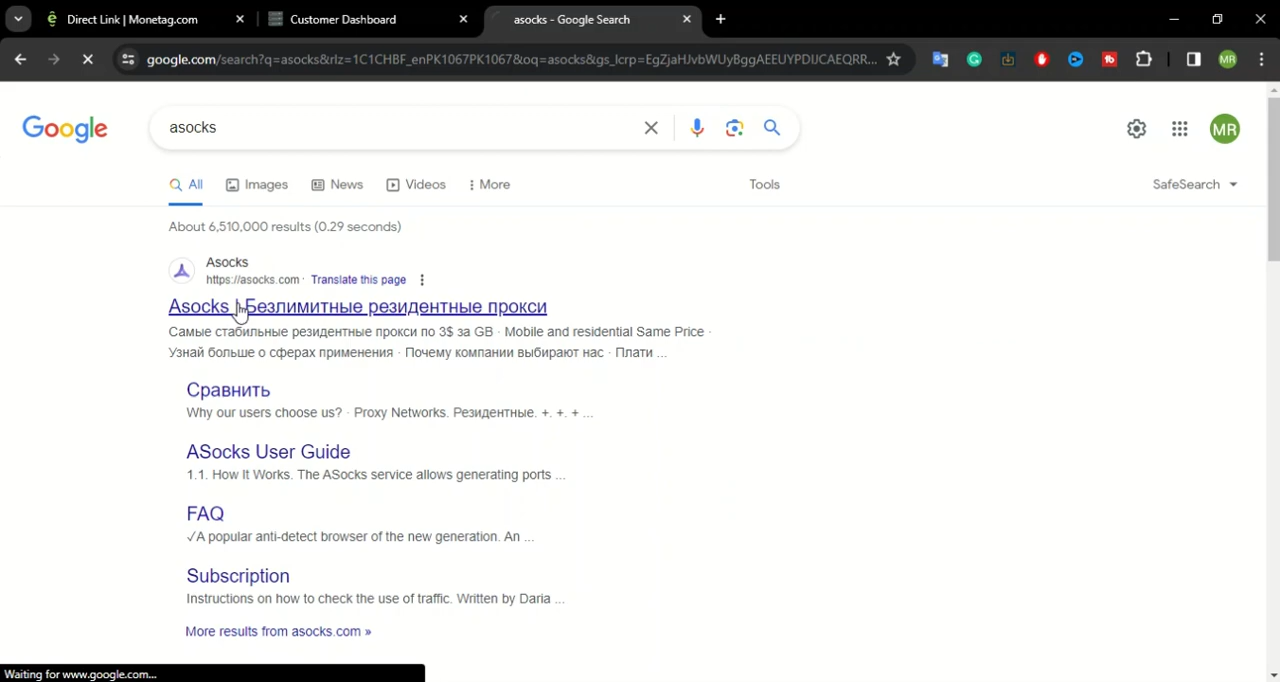 Direct Link | Monetag.com
Customer Dashboard
asocks - Google Search
google.com/search?q=asocks&rlz=1C1CHBF_enPK1067PK1067&oq=asocks&gs_lcrp=EgZjaHJvbWUyBggAEEUYPDIJCAEQRR...
MR
Google
asocks
MR
All
Images
News
Videos
More
Tools
SafeSearch
About 6,510,000 results (0.29 seconds)
Asocks
https://asocks.com · Translate this page
Asocks | Безлимитные резидентные прокси
Самые стабильные резидентные прокси по 3$ за GB · Mobile and residential Same Price ·
Узнай больше о сферах применения · Почему компании выбирают нас · Плати ...
Сравнить
Why our users choose us? · Proxy Networks. Резидентные. +. +. + ...
ASocks User Guide
1.1. How It Works. The ASocks service allows generating ports ...
FAQ
✓A popular anti-detect browser of the new generation. An ...
Subscription
Instructions on how to check the use of traffic. Written by Daria ...
More results from asocks.com »
Waiting for www.google.com...